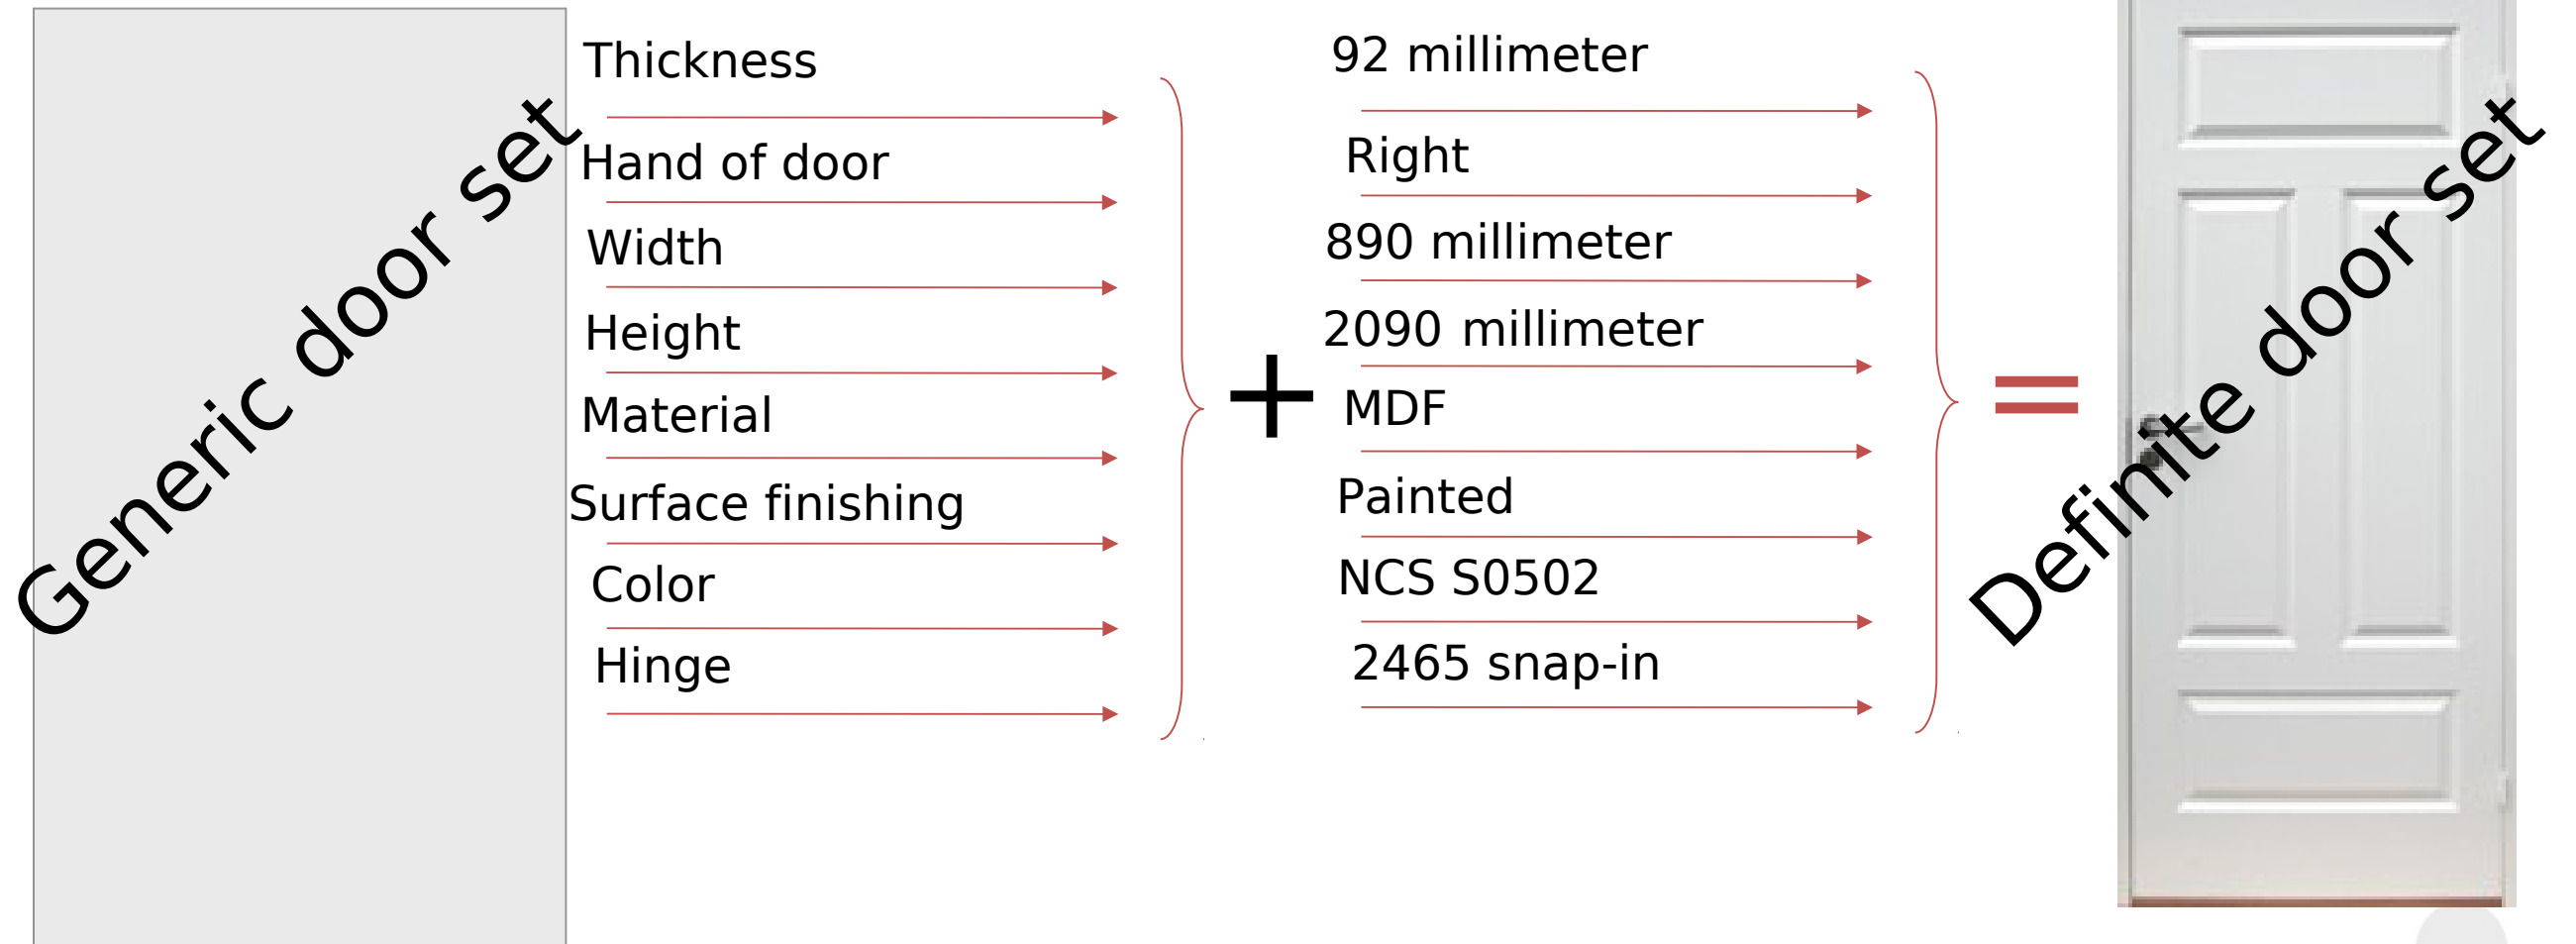 Generic door set
Thickness
Hand of door
Width
Height
Material
Surface finishing
Color
Hinge
+
92 millimeter
Right
890 millimeter
2090 millimeter
MDF
Painted
NCS S0502
2465 snap-in
=
Definite door set